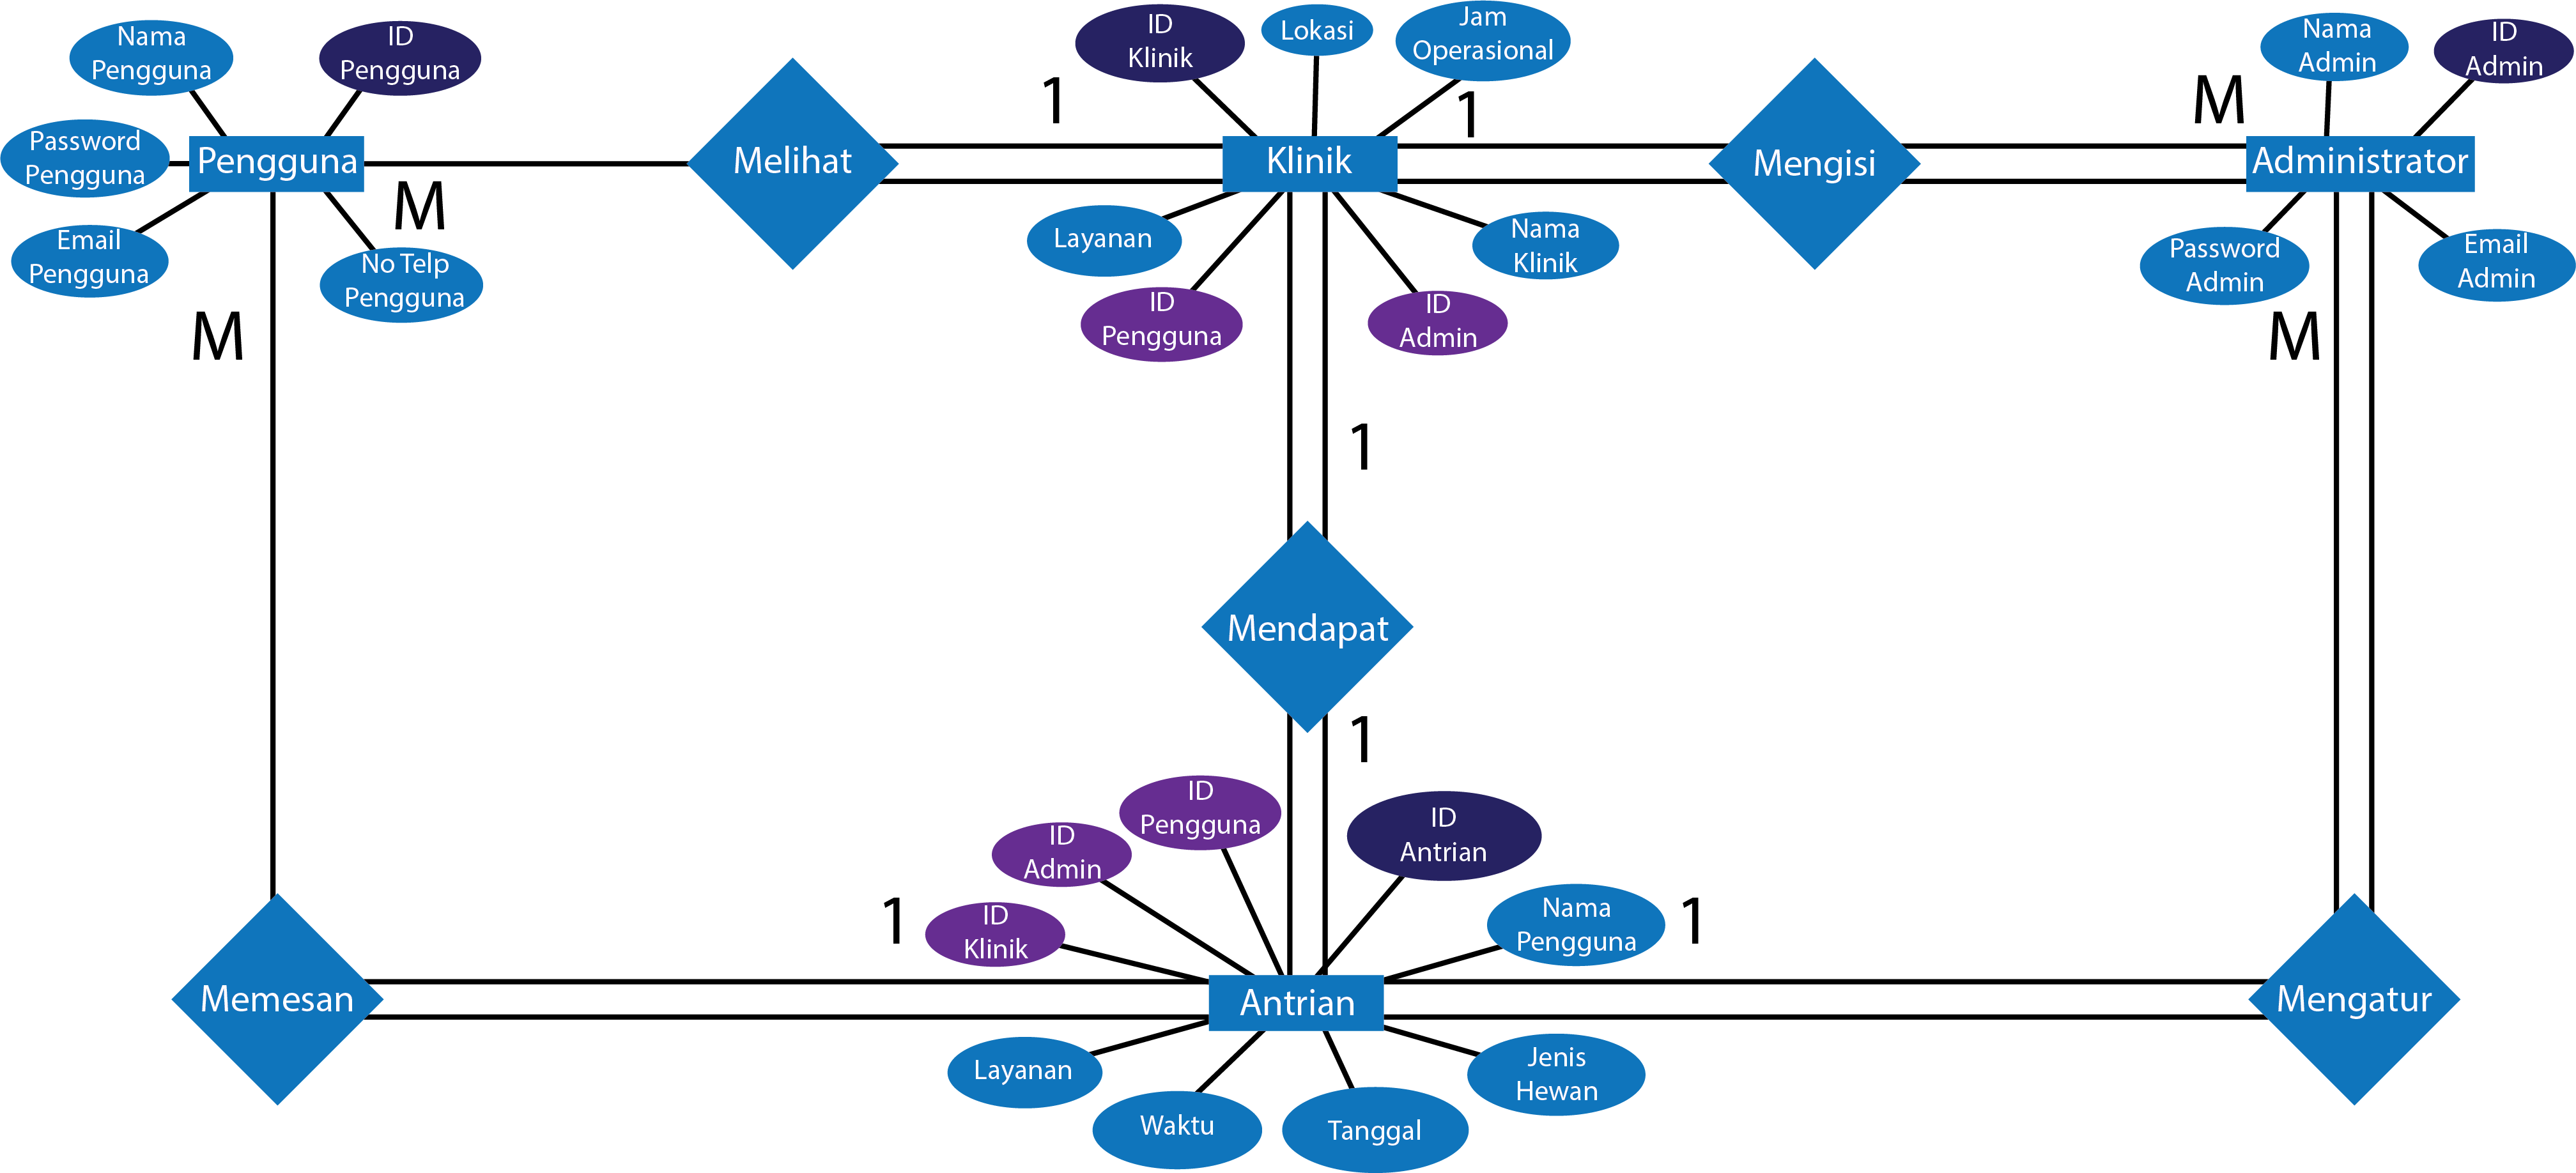 Nama
Pengguna
ID
Pengguna
Password
Pengguna
Pengguna
Email
Pengguna
No Telp
Pengguna
M
M
Melihat
1
ID
Klinik
Lokasi
Jam
Operasional
1
Klinik
Layanan
Nama
Klinik
ID
Pengguna
ID
Admin
Mengisi
M
Nama
Admin
ID
Admin
Administrator
Password
Admin
Email
Admin
M
1
Mendapat
1
ID
Pengguna
ID
Admin
ID
Klinik
1
ID
Antrian
Nama
Pengguna
1
Memesan
Antrian
Mengatur
Layanan
Waktu
Tanggal
Jenis
Hewan